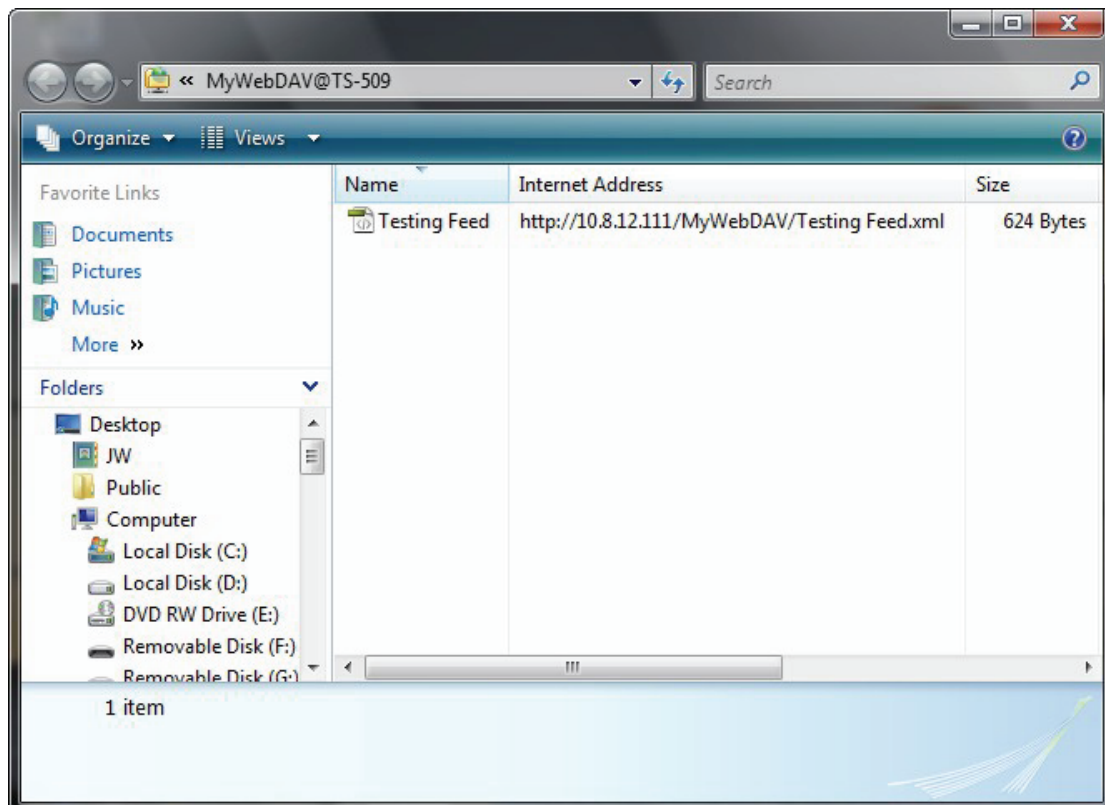 « MyWebDAV@TS-509 Search
Organize Views
Favorite Links
Documents
Pictures
Music
More »
Folders
Desktop
JW
Public
Computer
Local Disk (C:)
Local Disk (D:)
DVD RW Drive (E:)
Removable Disk (F:)
Removable Disk (G:)
Name Internet Address Size
Testing Feed http://10.8.12.111/MyWebDAV/Testing Feed.xml 624 Bytes
1 item